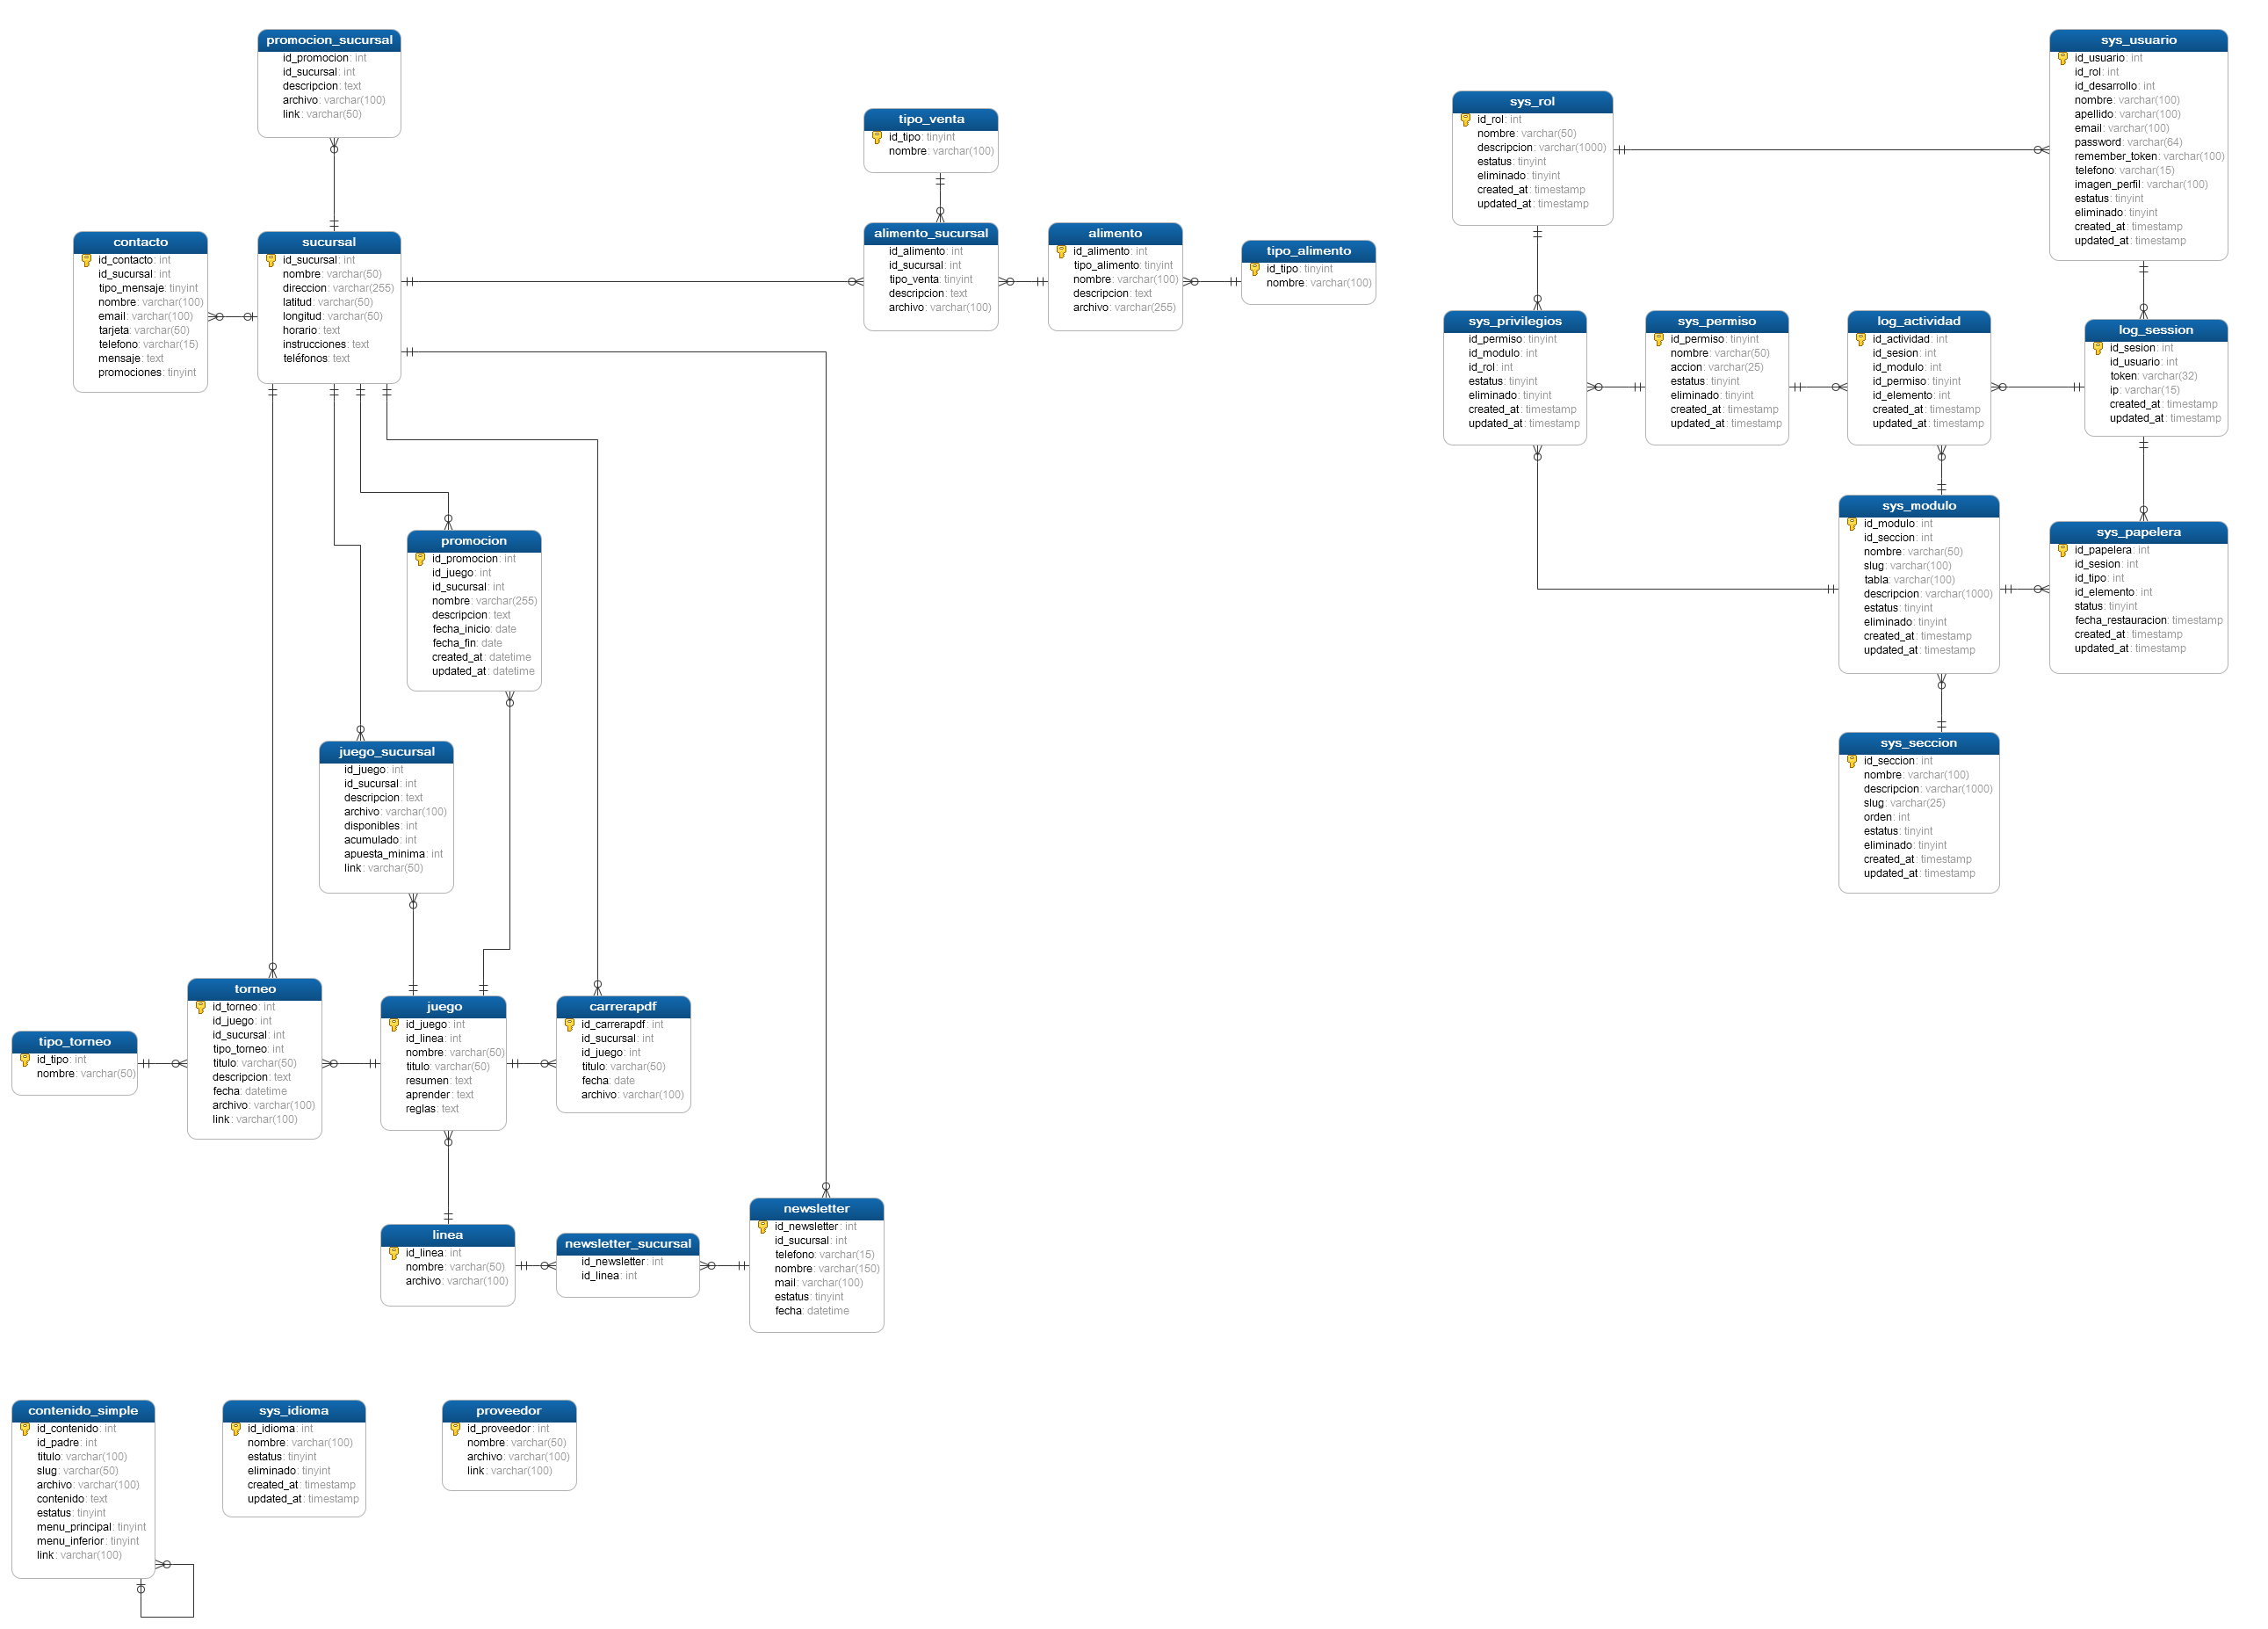 promocion_sucursal
id_promocion: int
id_sucursal: int
descripcion: text
archivo: varchar(100)
link: varchar(50)
contacto
id_contacto: int
id_sucursal: int
tipo_mensaje: tinyint
nombre: varchar(100)
email: varchar(100)
tarjeta: varchar(50)
telefono: varchar(15)
mensaje: text
promociones: tinyint
sucursal
id_sucursal: int
nombre: varchar(50)
direccion: varchar(255)
latitud: varchar(50)
longitud: varchar(50)
horario: text
instrucciones: text
teléfonos: text
tipo_venta
id_tipo: tinyint
nombre: varchar(100)
alimento_sucursal
id_alimento: int
id_sucursal: int
tipo_venta: tinyint
descripcion: text
archivo: varchar(100)
alimento
id_alimento: int
tipo_alimento: tinyint
nombre: varchar(100)
descripcion: text
archivo: varchar(255)
tipo_alimento
id_tipo: tinyint
nombre: varchar(100)
promocion
id_promocion: int
id_juego: int
id_sucursal: int
nombre: varchar(255)
descripcion: text
fecha_inicio: date
fecha_fin: date
created_at: datetime
updated_at: datetime
juego_sucursal
id_juego: int
id_sucursal: int
descripcion: text
archivo: varchar(100)
disponibles: int
acumulado: int
apuesta_minima: int
link: varchar(50)
tipo_torneo
id_tipo: int
nombre: varchar(50)
torneo
id_torneo: int
id_juego: int
id_sucursal: int
tipo_torneo: int
titulo: varchar(50)
descripcion: text
fecha: datetime
archivo: varchar(100)
link: varchar(100)
juego
id_juego: int
id_linea: int
nombre: varchar(50)
titulo: varchar(50)
resumen: text
aprender: text
reglas: text
carrerapdf
id_carrerapdf: int
id_sucursal: int
id_juego: int
titulo: varchar(50)
fecha: date
archivo: varchar(100)
linea
id_linea: int
nombre: varchar(50)
archivo: varchar(100)
newsletter_sucursal
id_newsletter: int
id_linea: int
newsletter
id_newsletter: int
id_sucursal: int
telefono: varchar(15)
nombre: varchar(150)
mail: varchar(100)
estatus: tinyint
fecha: datetime
contenido_simple
id_contenido: int
id_padre: int
titulo: varchar(100)
slug: varchar(50)
archivo: varchar(100)
contenido: text
estatus: tinyint
menu_principal: tinyint
menu_inferior: tinyint
link: varchar(100)
sys_idioma
id_idioma: int
nombre: varchar(100)
estatus: tinyint
eliminado: tinyint
created_at: timestamp
updated_at: timestamp
proveedor
id_proveedor: int
nombre: varchar(50)
archivo: varchar(100)
link: varchar(100)
sys_rol
id_rol: int
nombre: varchar(50)
descripcion: varchar(1000)
estatus: tinyint
eliminado: tinyint
created_at: timestamp
updated_at: timestamp
sys_usuario
id_usuario: int
id_rol: int
id_desarrollo: int
nombre: varchar(100)
apellido: varchar(100)
email: varchar(100)
password: varchar(64)
remember_token: varchar(100)
telefono: varchar(15)
imagen_perfil: varchar(100)
estatus: tinyint
eliminado: tinyint
created_at: timestamp
updated_at: timestamp
sys_privilegios
id_permiso: tinyint
id_modulo: int
id_rol: int
estatus: tinyint
eliminado: tinyint
created_at: timestamp
updated_at: timestamp
sys_permiso
id_permiso: tinyint
nombre: varchar(50)
accion: varchar(25)
estatus: tinyint
eliminado: tinyint
created_at: timestamp
updated_at: timestamp
log_actividad
id_actividad: int
id_sesion: int
id_modulo: int
id_permiso: tinyint
id_elemento: int
created_at: timestamp
updated_at: timestamp
log_session
id_sesion: int
id_usuario: int
token: varchar(32)
ip: varchar(15)
created_at: timestamp
updated_at: timestamp
sys_modulo
id_modulo: int
id_seccion: int
nombre: varchar(50)
slug: varchar(100)
tabla: varchar(100)
descripcion: varchar(1000)
estatus: tinyint
eliminado: tinyint
created_at: timestamp
updated_at: timestamp
sys_papelera
id_papelera: int
id_sesion: int
id_tipo: int
id_elemento: int
status: tinyint
fecha_restauracion: timestamp
created_at: timestamp
updated_at: timestamp
sys_seccion
id_seccion: int
nombre: varchar(100)
descripcion: varchar(1000)
slug: varchar(25)
orden: int
estatus: tinyint
eliminado: tinyint
created_at: timestamp
updated_at: timestamp